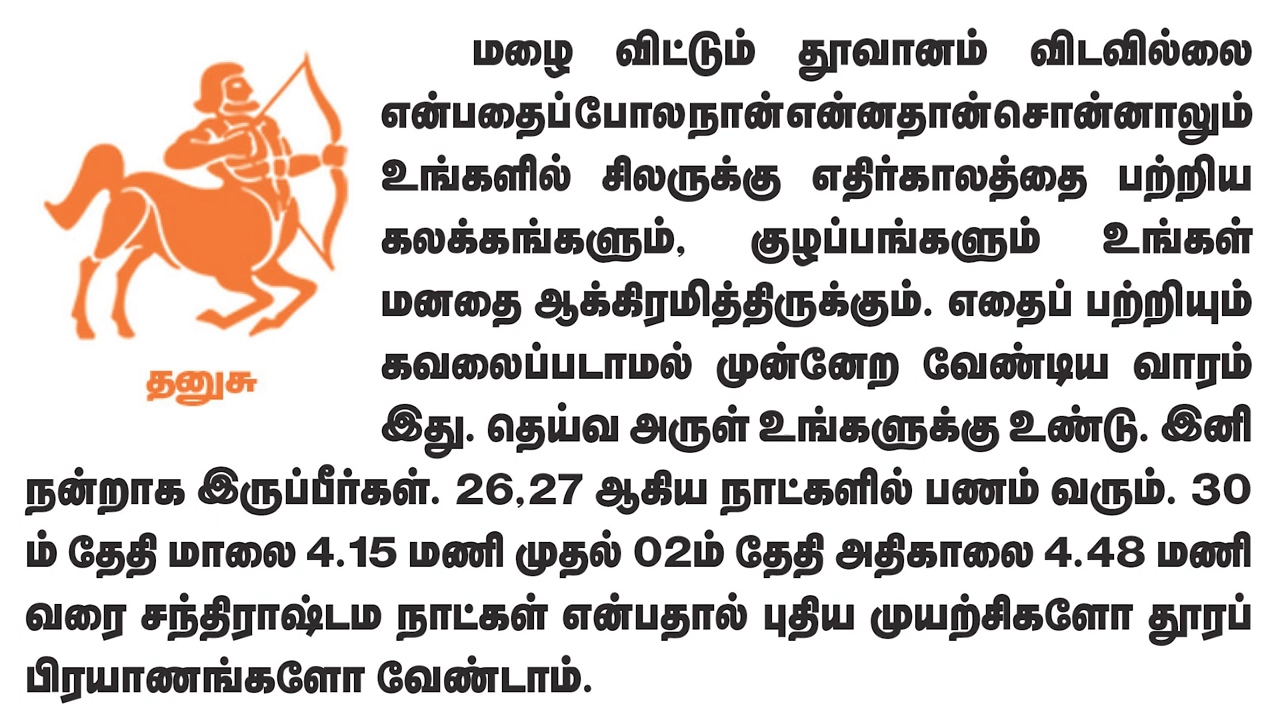 மழை விட்டும் தூவானம் விடவில்லை
என்பதைப்போலநான்என்னதான்சொன்னாலும்
உங்களில் சிலருக்கு எதிர்காலத்தை பற்றிய
கலக்கங்களும், குழப்பங்களும் உங்கள்
மனதை ஆக்கிரமித்திருக்கும். எதைப் பற்றியும்
கவலைப்படாமல் முன்னேற வேண்டிய வாரம்
இது. தெய்வ அருள் உங்களுக்கு உண்டு. இனி
நன்றாக இருப்பீர்கள். 26,27 ஆகிய நாட்களில் பணம் வரும். 30
ம் தேதி மாலை 4.15 மணி முதல் 02ம் தேதி அதிகாலை 4.48 மணி
வரை சந்திராஷ்டம நாட்கள் என்பதால் புதிய முயற்சிகளோ தூரப்
பிரயாணங்களோ வேண்டாம்.
தனுசு